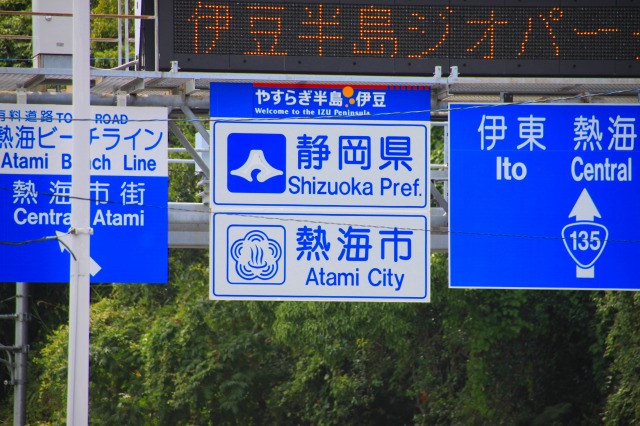 伊豆半島ジオパー
有料道路 TOLL ROAD
熱海ビーチライン
Atami Beach Line
熱海市街
Central Atami
やすらぎ半島 伊豆
Welcome to the IZU Peninsula
静岡県
Shizuoka Pref.
熱海市
Atami City
伊東 熱海
Ito Central
135